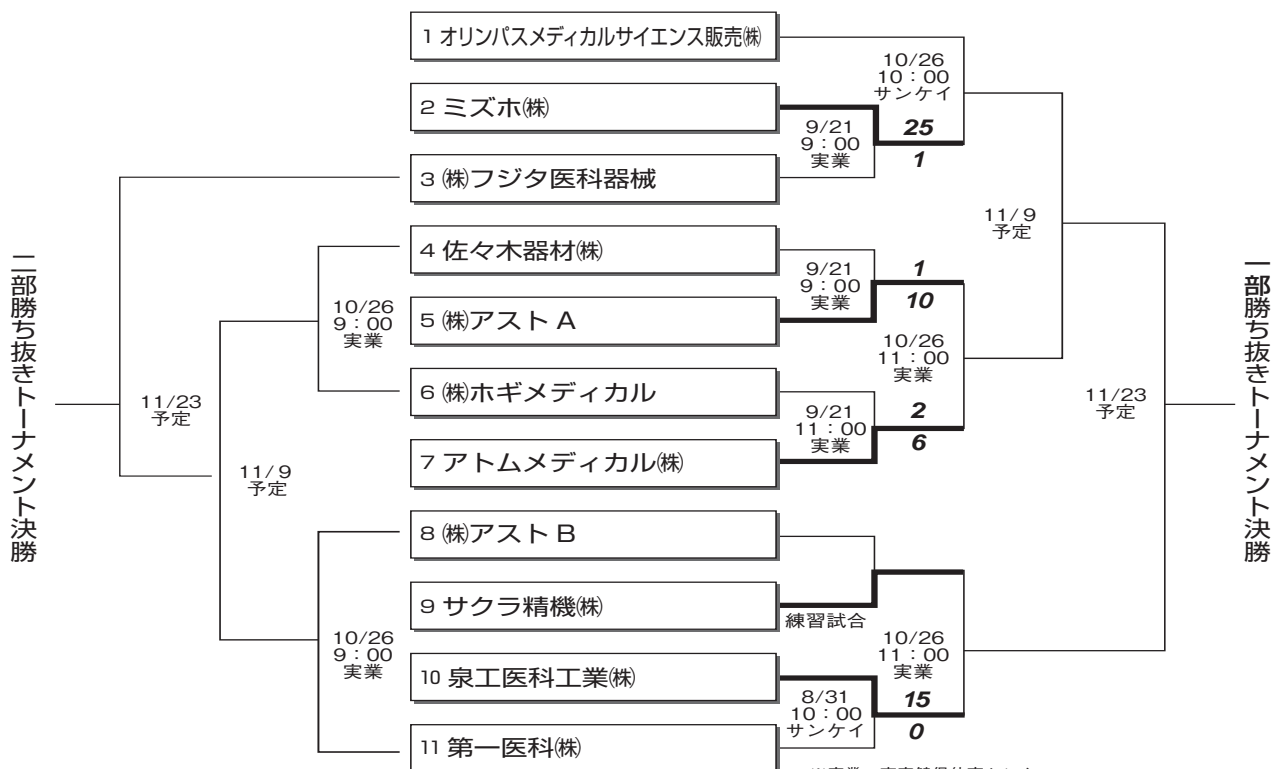 1 オリンパスメディカルサイエンス販売㈱
2 ミズホ㈱
3 ㈱フジタ医科器械
4 佐々木器材㈱
5 ㈱アスト A
6 ㈱ホギメディカル
7 アトムメディカル㈱
8 ㈱アスト B
9 サクラ精機㈱
10 泉工医科工業㈱
11 第一医科㈱
二部勝ち抜きトーナメント決勝
11/23
予定
11/9
予定
10/26
9：00
実業
10/26
9：00
実業
9/21
9：00
実業
25
1
10/26
10：00
サンケイ
9/21
9：00
実業
1
10
10/26
11：00
実業
9/21
11：00
実業
2
6
練習試合
10/26
11：00
実業
8/31
10：00
サンケイ
15
0
11/9
予定
11/23
予定
一部勝ち抜きトーナメント決勝